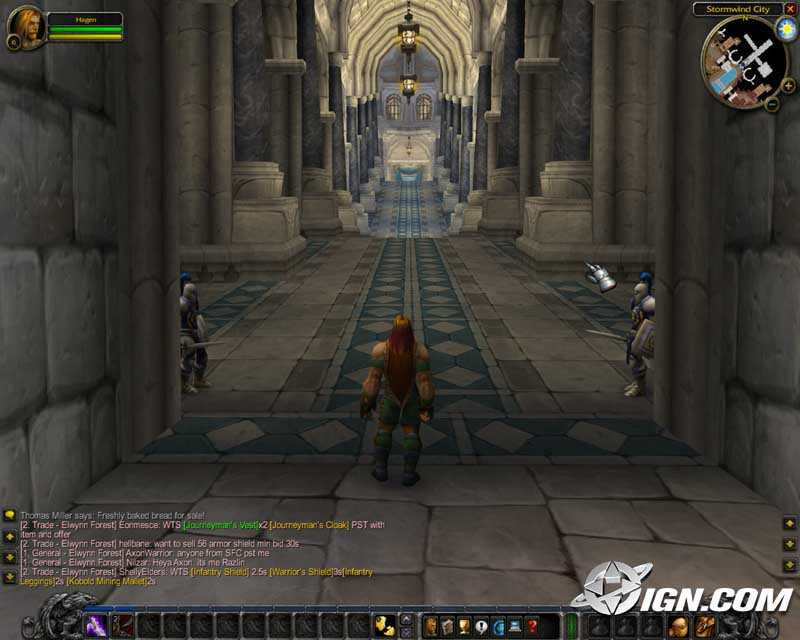 Hagen
6
Stormwind City
N
Thomas Miller says: Freshly baked bread for sale!
[2. Trade - Elwynn Forest] Eonmesce: WTS [Journeyman's Vest]x2 [Journeyman's Cloak] PST with
item and offer
[2. Trade - Elwynn Forest] hellbane: want to sell 56 armor shield min bid 30s
[1. General - Elwynn Forest] AxonWarrior: anyone from SFC pst me
[1. General - Elwynn Forest] Nilzar: Heya Axon. its me Razlin
[2. Trade - Elwynn Forest] ShellyElders: WTS [Infantry Shield] 2.5s [Warrior's Shield]3s[Infantry
Leggings]2s [Kobold Mining Mallet]2s
IGN.COM